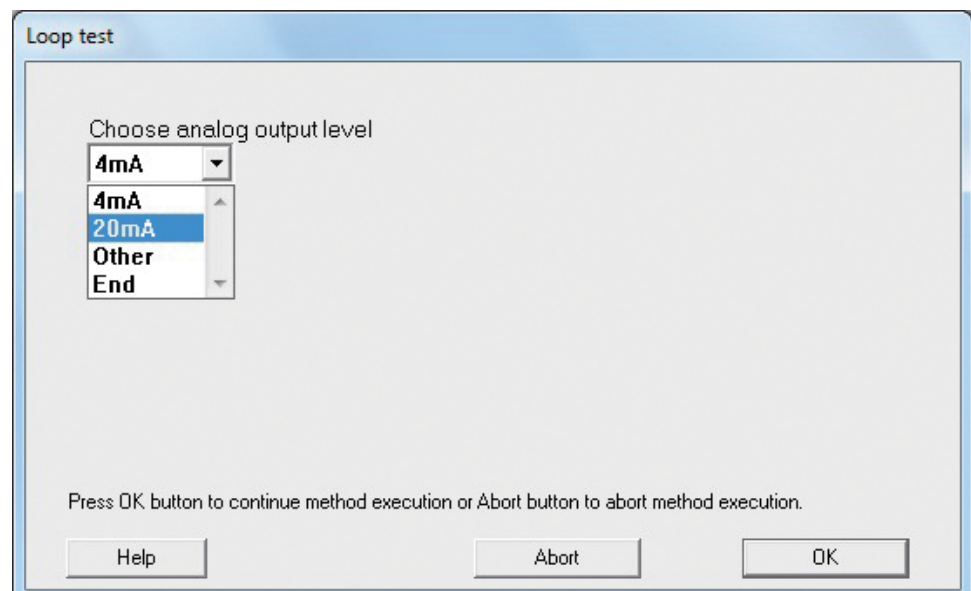 Loop test
Choose analog output level
4mA
4mA
20mA
Other
End
Press OK button to continue method execution or Abort button to abort method execution.
Help Abort OK